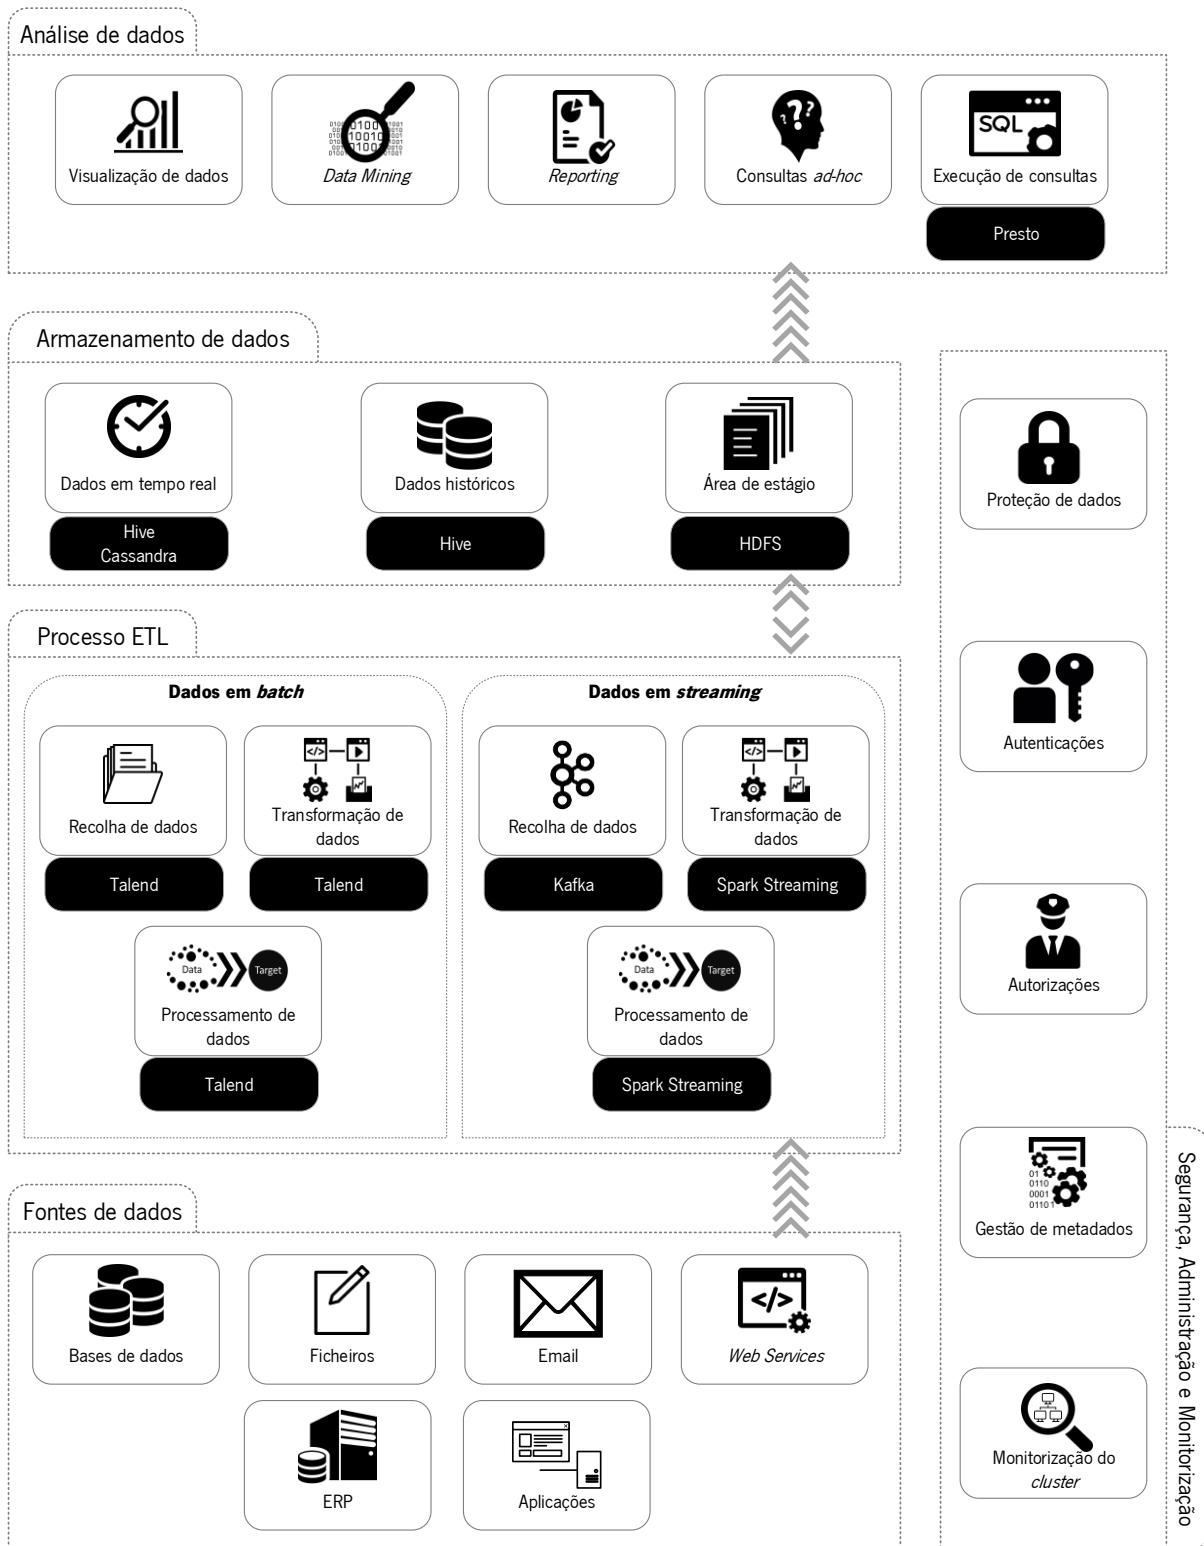 Análise de dados
Visualização de dados
Data Mining
Reporting
Consultas ad-hoc
SQL
Execução de consultas
Presto
Armazenamento de dados
Dados em tempo real
Hive
Cassandra
Dados históricos
Hive
Área de estágio
HDFS
Processo ETL
Dados em batch
Recolha de dados
Talend
Transformação de
dados
Talend
Data
Target
Processamento de
dados
Talend
Dados em streaming
Recolha de dados
Kafka
Transformação de
dados
Spark Streaming
Data
Target
Processamento de
dados
Spark Streaming
Fontes de dados
Bases de dados
Ficheiros
Email
Web Services
ERP
Aplicações
Proteção de dados
Autenticações
Autorizações
01
0110
0001
01101
Gestão de metadados
Monitorização do
cluster
Segurança, Administração e Monitorização